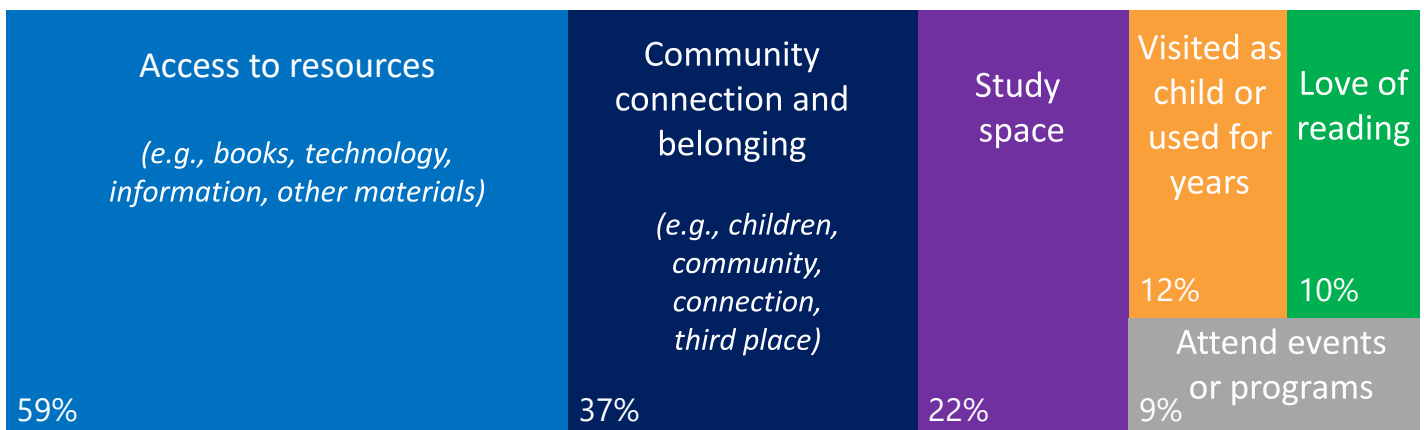 Access to resources
(e.g., books, technology,
information, other materials)
59%
Community
connection and
belonging
(e.g., children,
community,
connection,
third place)
37%
Study
space
22%
Visited as
child or
used for
years
12%
Love of
reading
10%
Attend events
or programs
9%